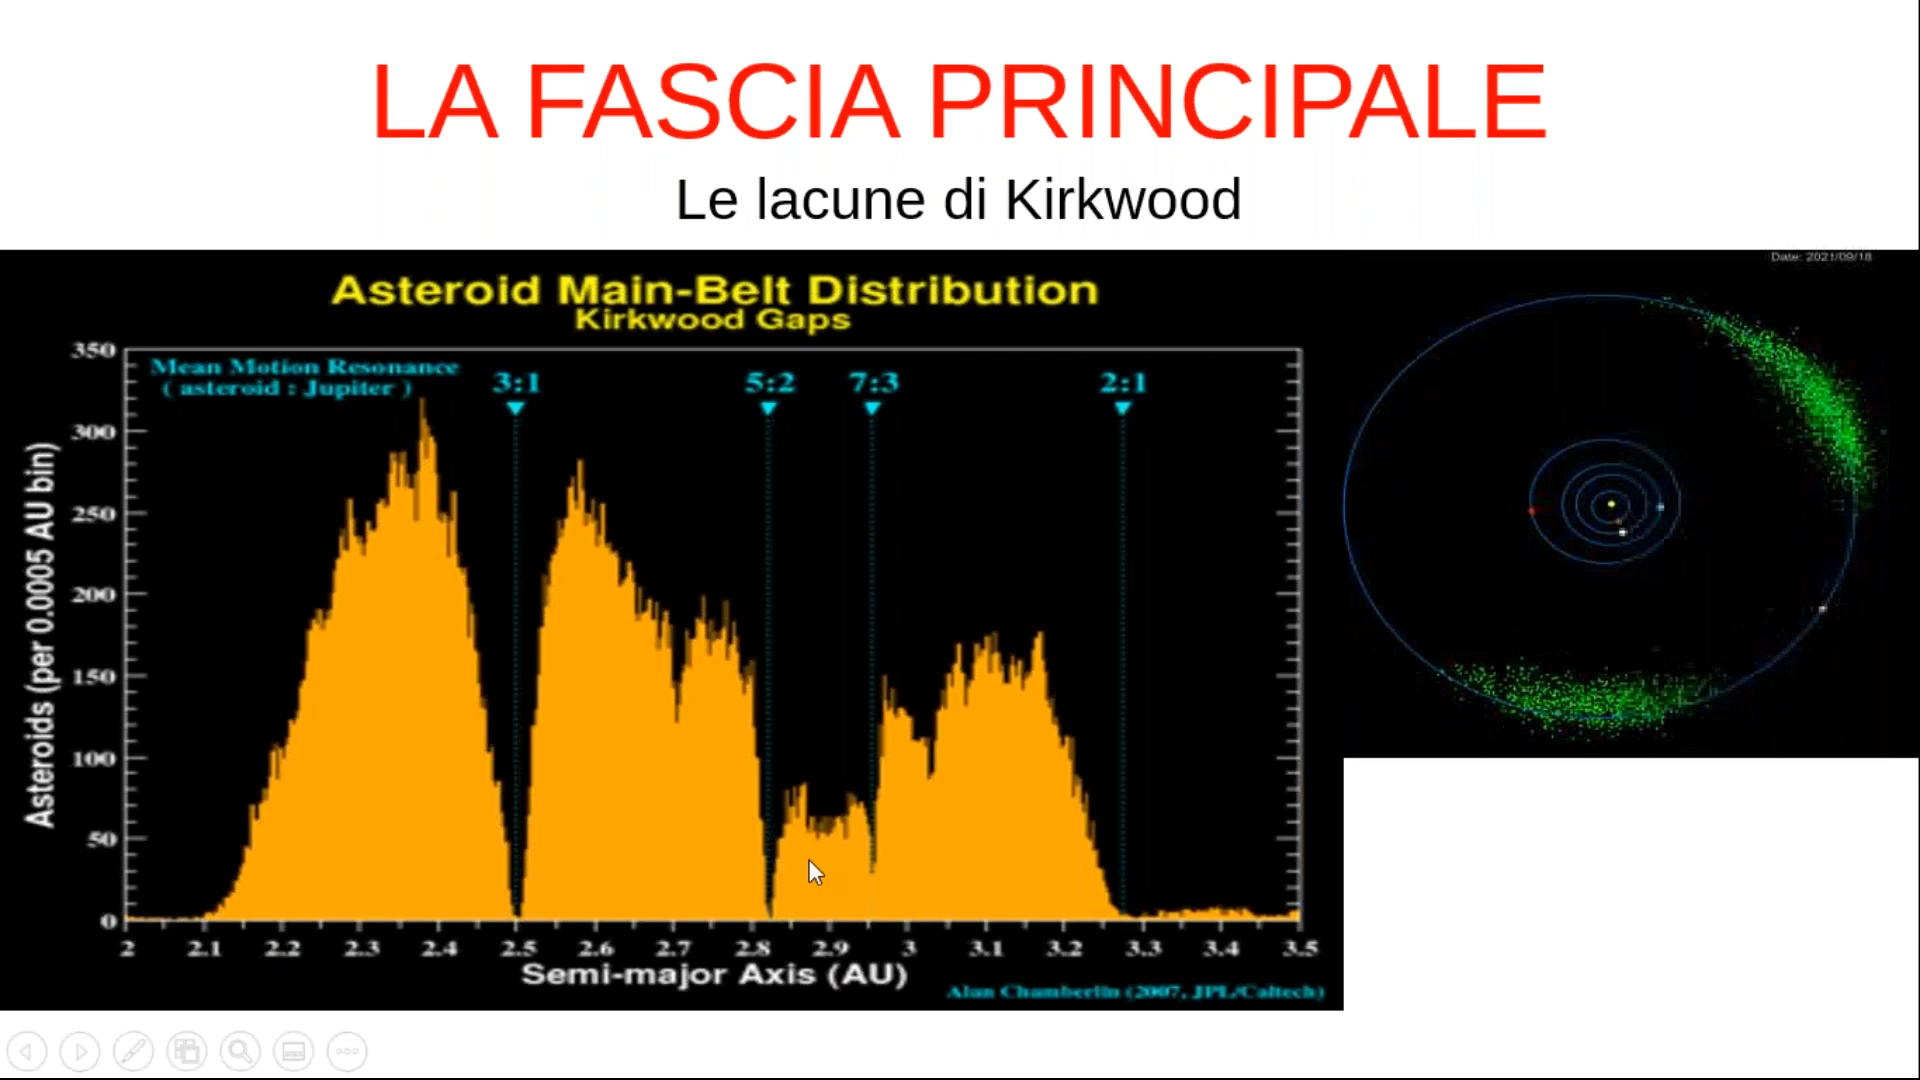 LA FASCIA PRINCIPALE
Le lacune di Kirkwood
Asteroid Main-Belt Distribution
Kirkwood Gaps
Mean Motion Resonance
( asteroid : Jupiter )
3:1
5:2
7:3
2:1
Asteroids (per 0.0005 AU bin)
350
300
250
200
150
100
50
0
2 2.1 2.2 2.3 2.4 2.5 2.6 2.7 2.8 2.9 3 3.1 3.2 3.3 3.4 3.5
Semi-major Axis (AU)
Alan Chamberlin (2007, JPL/Caltech)
Date: 2021/09/18